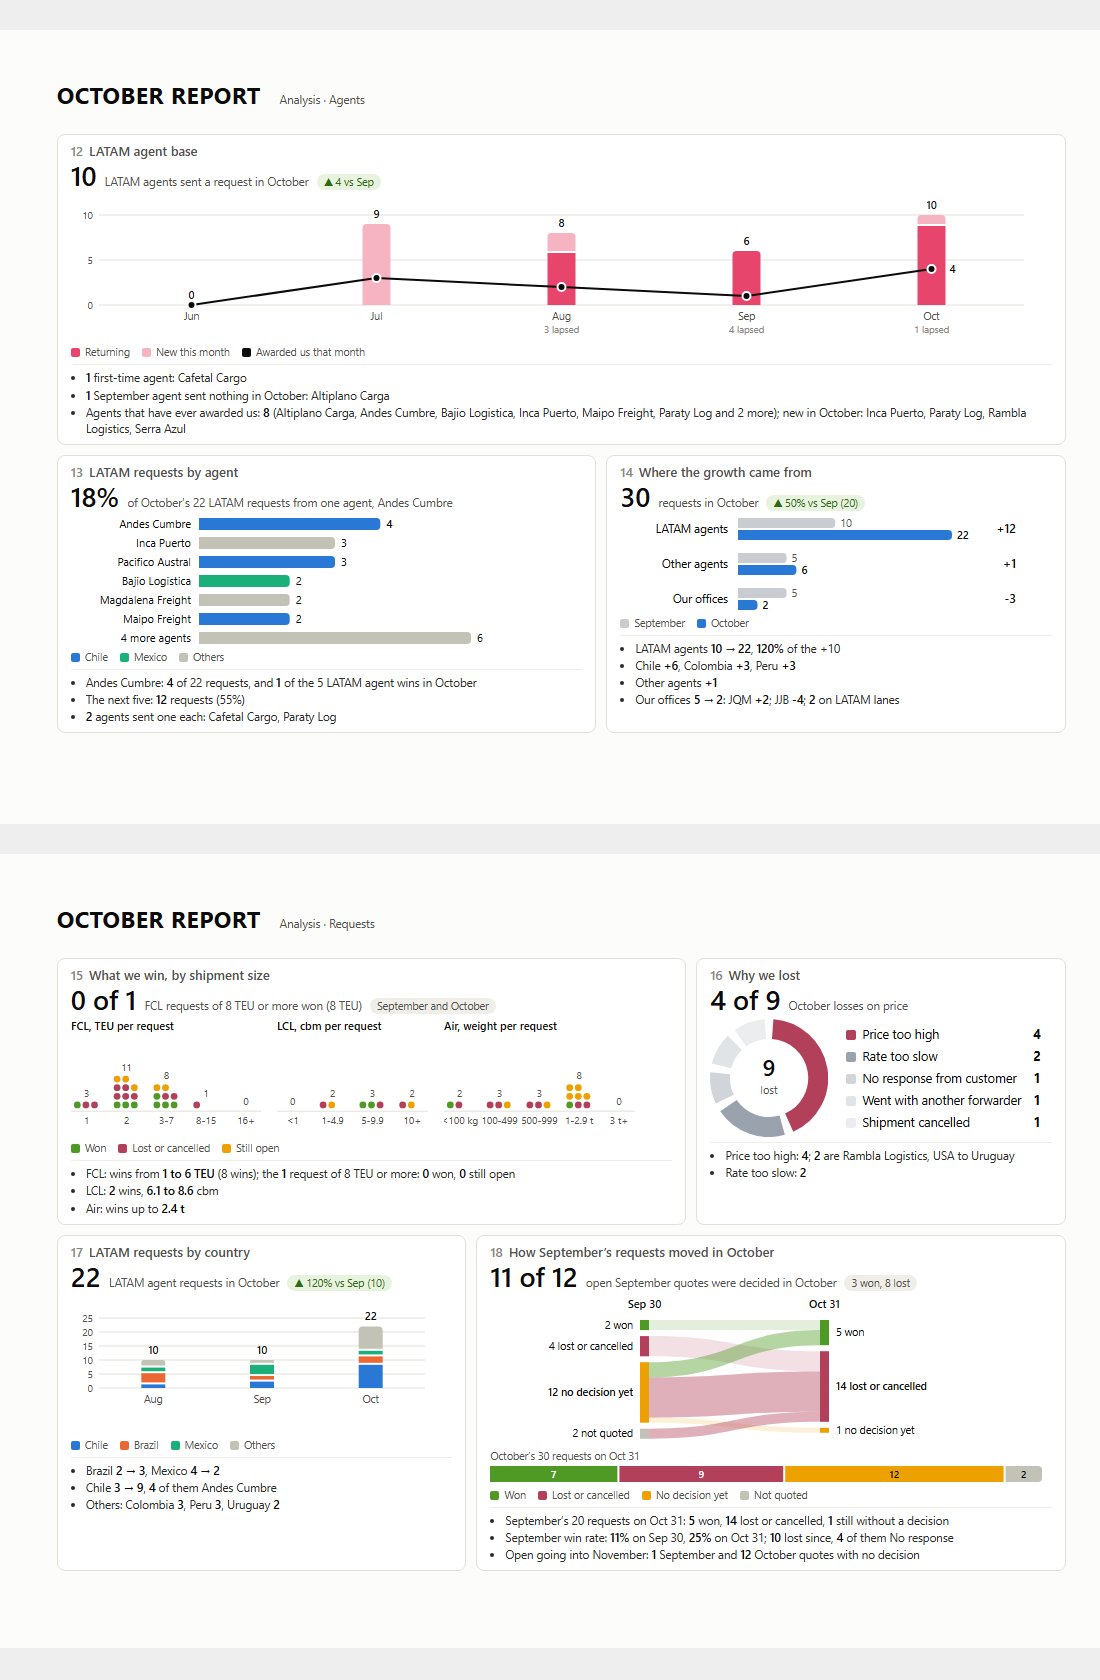 OCTOBER REPORT Analysis · Agents
12 LATAM agent base
10 LATAM agents sent a request in October ▲ 4 vs Sep
10
5
0
0
9
8
6
10
4
Jun
Jul
Aug
3 lapsed
Sep
4 lapsed
Oct
1 lapsed
Returning New this month Awarded us that month
• 1 first-time agent: Cafetal Cargo
• 1 September agent sent nothing in October: Altiplano Carga
• Agents that have ever awarded us: 8 (Altiplano Carga, Andes Cumbre, Bajio Logistica, Inca Puerto, Maipo Freight, Paraty Log and 2 more); new in October: Inca Puerto, Paraty Log, Rambla
Logistics, Serra Azul
13 LATAM requests by agent
18% of October's 22 LATAM requests from one agent, Andes Cumbre
Andes Cumbre 4
Inca Puerto 3
Pacifico Austral 3
Bajio Logistica 2
Magdalena Freight 2
Maipo Freight 2
4 more agents 6
Chile Mexico Others
• Andes Cumbre: 4 of 22 requests, and 1 of the 5 LATAM agent wins in October
• The next five: 12 requests (55%)
• 2 agents sent one each: Cafetal Cargo, Paraty Log
14 Where the growth came from
30 requests in October ▲ 50% vs Sep (20)
LATAM agents 10 22 +12
Other agents 5 6 +1
Our offices 5 2 -3
September October
• LATAM agents 10 → 22, 120% of the +10
• Chile +6, Colombia +3, Peru +3
• Other agents +1
• Our offices 5 → 2: JQM +2; JJB -4; 2 on LATAM lanes
OCTOBER REPORT Analysis · Requests
15 What we win, by shipment size
0 of 1 FCL requests of 8 TEU or more won (8 TEU) September and October
FCL, TEU per request
3 11 8 1 0
1 2 3-7 8-15 16+
LCL, cbm per request
0 2 3 2
<1 1-4.9 5-9.9 10+
Air, weight per request
2 3 3 8 0
<100 kg 100-499 500-999 1-2.9 t 3 t+
Won Lost or cancelled Still open
• FCL: wins from 1 to 6 TEU (8 wins); the 1 request of 8 TEU or more: 0 won, 0 still open
• LCL: 2 wins, 6.1 to 8.6 cbm
• Air: wins up to 2.4 t
16 Why we lost
4 of 9 October losses on price
9
lost
Price too high 4
Rate too slow 2
No response from customer 1
Went with another forwarder 1
Shipment cancelled 1
• Price too high: 4; 2 are Rambla Logistics, USA to Uruguay
• Rate too slow: 2
17 LATAM requests by country
22 LATAM agent requests in October ▲ 120% vs Sep (10)
25
20
15
10
5
0
10
10
22
Aug Sep Oct
Chile Brazil Mexico Others
• Brazil 2 → 3, Mexico 4 → 2
• Chile 3 → 9, 4 of them Andes Cumbre
• Others: Colombia 3, Peru 3, Uruguay 2
18 How September's requests moved in October
11 of 12 open September quotes were decided in October 3 won, 8 lost
Sep 30 Oct 31
2 won
4 lost or cancelled
12 no decision yet
2 not quoted
5 won
14 lost or cancelled
1 no decision yet
October's 30 requests on Oct 31
7 9 12 2
Won Lost or cancelled No decision yet Not quoted
• September's 20 requests on Oct 31: 5 won, 14 lost or cancelled, 1 still without a decision
• September win rate: 11% on Sep 30, 25% on Oct 31; 10 lost since, 4 of them No response
• Open going into November: 1 September and 12 October quotes with no decision